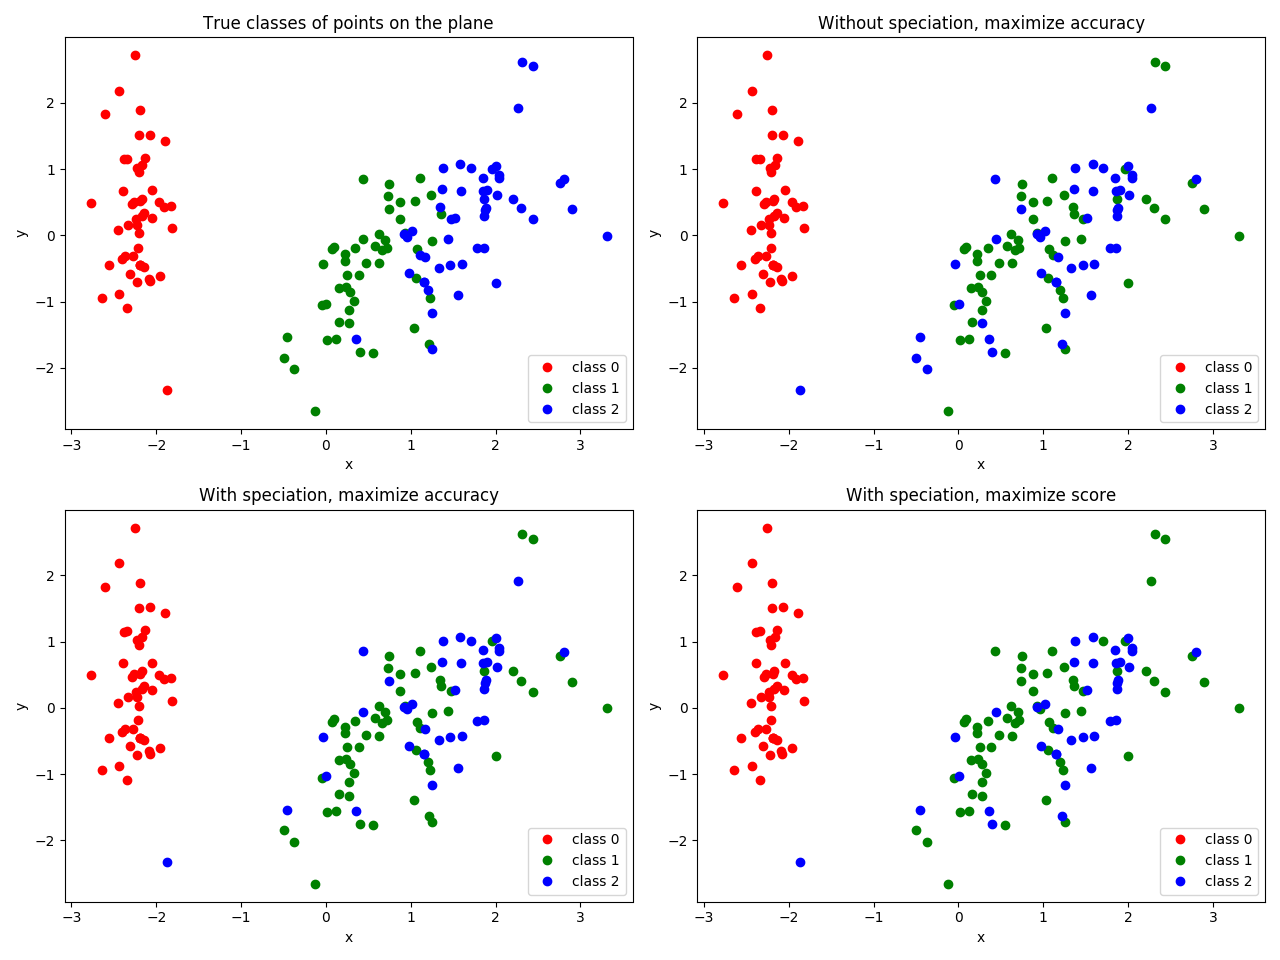 True classes of points on the plane
2
1
0
−1
−2
y
−3
−2
−1
0
1
2
3
x
class 0
class 1
class 2
Without speciation, maximize accuracy
2
1
0
−1
−2
y
−3
−2
−1
0
1
2
3
x
class 0
class 1
class 2
With speciation, maximize accuracy
2
1
0
−1
−2
y
−3
−2
−1
0
1
2
3
x
class 0
class 1
class 2
With speciation, maximize score
2
1
0
−1
−2
y
−3
−2
−1
0
1
2
3
x
class 0
class 1
class 2